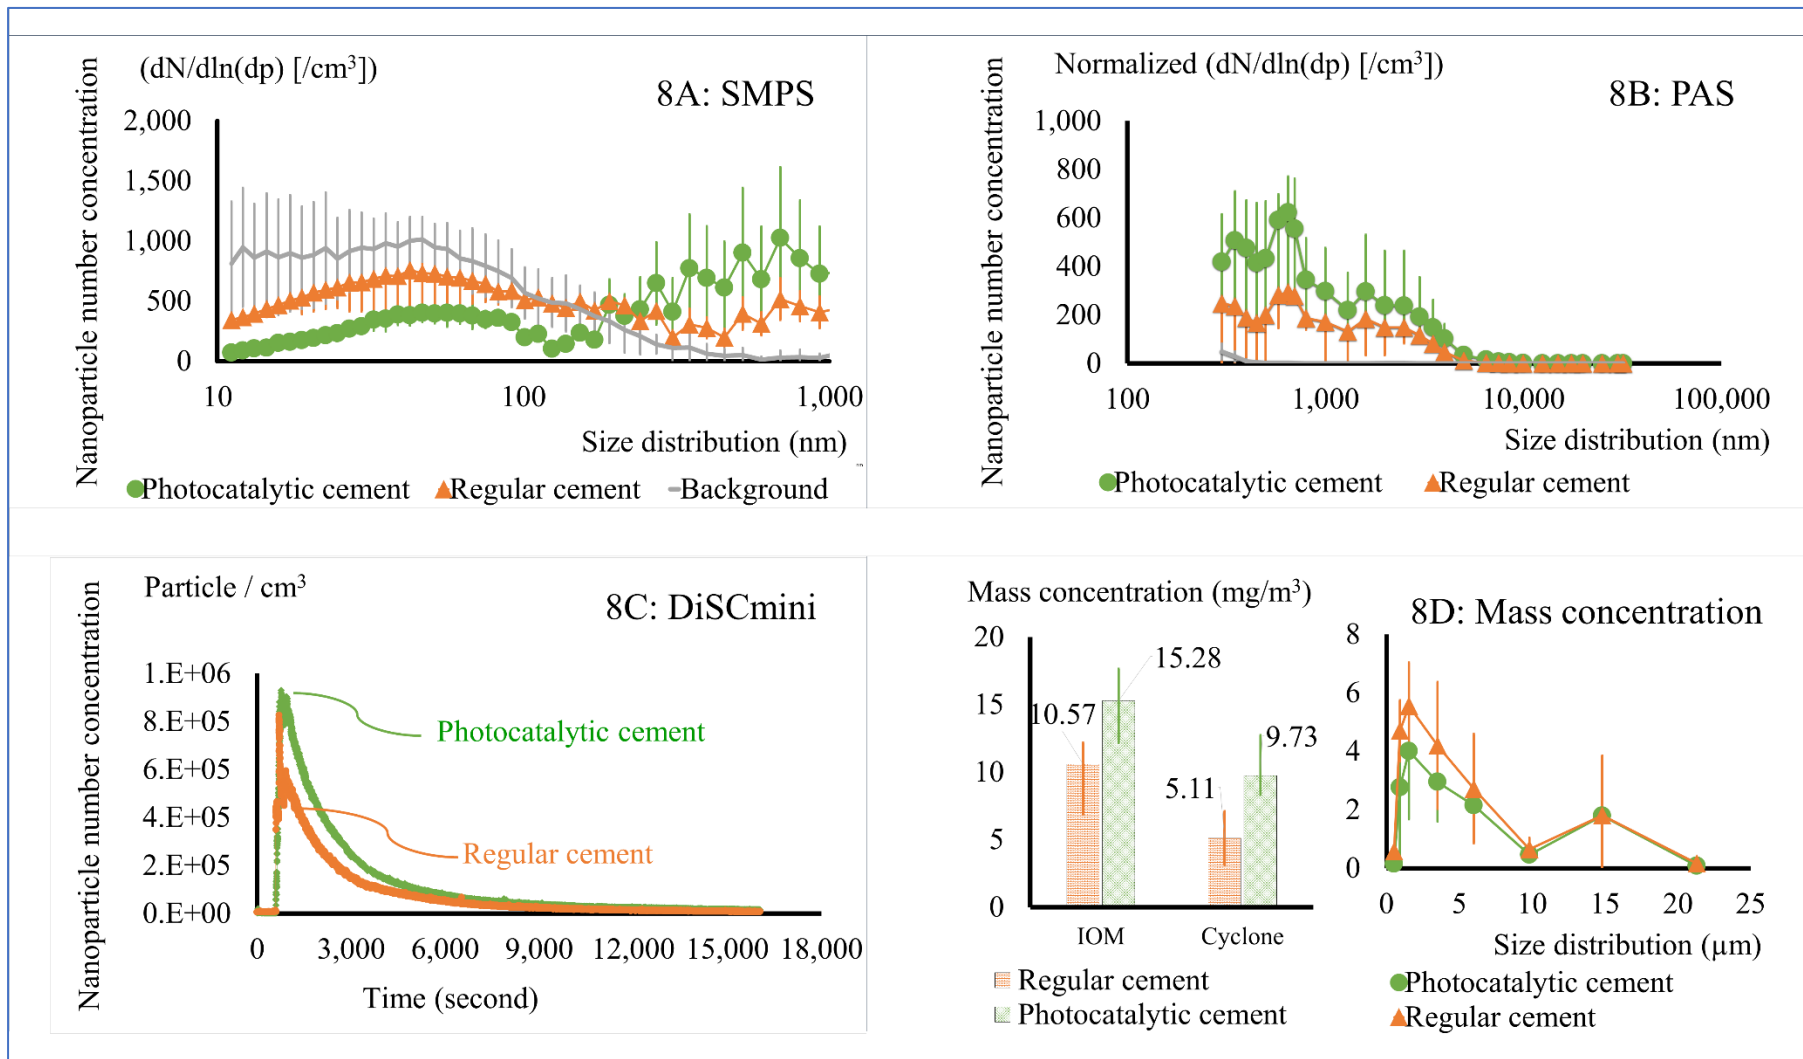 (dN/dln(dp) [/cm³])
8A: SMPS
Nanoparticle number concentration
2,000
1,500
1,000
500
0
10
100
1,000
Size distribution (nm)
Photocatalytic cement
Regular cement
Background
Normalized (dN/dln(dp) [/cm³])
8B: PAS
Nanoparticle number concentration
1,000
800
600
400
200
0
100
1,000
10,000
100,000
Size distribution (nm)
Photocatalytic cement
Regular cement
Particle / cm³
8C: DiSCmini
Nanoparticle number concentration
1.E+06
8.E+05
6.E+05
4.E+05
2.E+05
0.E+00
Photocatalytic cement
Regular cement
0
3,000
6,000
9,000
12,000
15,000
18,000
Time (second)
Mass concentration (mg/m³)
8D: Mass concentration
20
15
10
5
0
10.57
15.28
5.11
9.73
IOM
Cyclone
Regular cement
Photocatalytic cement
8
6
4
2
0
0
5
10
15
20
25
Size distribution (µm)
Photocatalytic cement
Regular cement